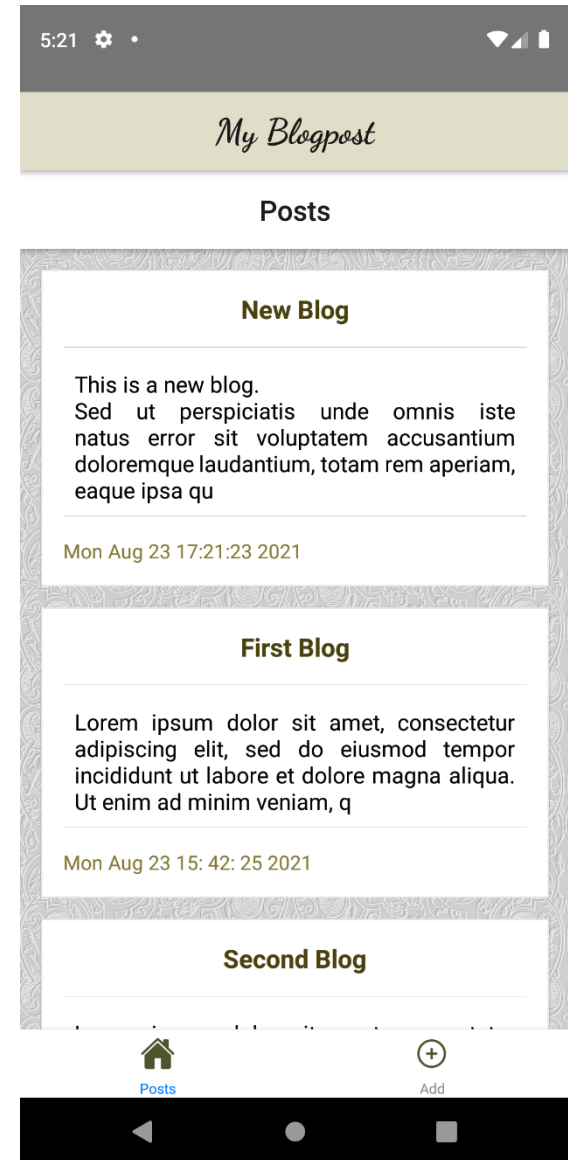 5:21
My Blogpost
Posts
New Blog
This is a new blog.
Sed ut perspiciatis unde omnis iste
natus error sit voluptatem accusantium
doloremque laudantium, totam rem aperiam,
eaque ipsa qu
Mon Aug 23 17:21:23 2021
First Blog
Lorem ipsum dolor sit amet, consectetur
adipiscing elit, sed do eiusmod tempor
incididunt ut labore et dolore magna aliqua.
Ut enim ad minim veniam, q
Mon Aug 23 15: 42: 25 2021
Second Blog
Posts
Add